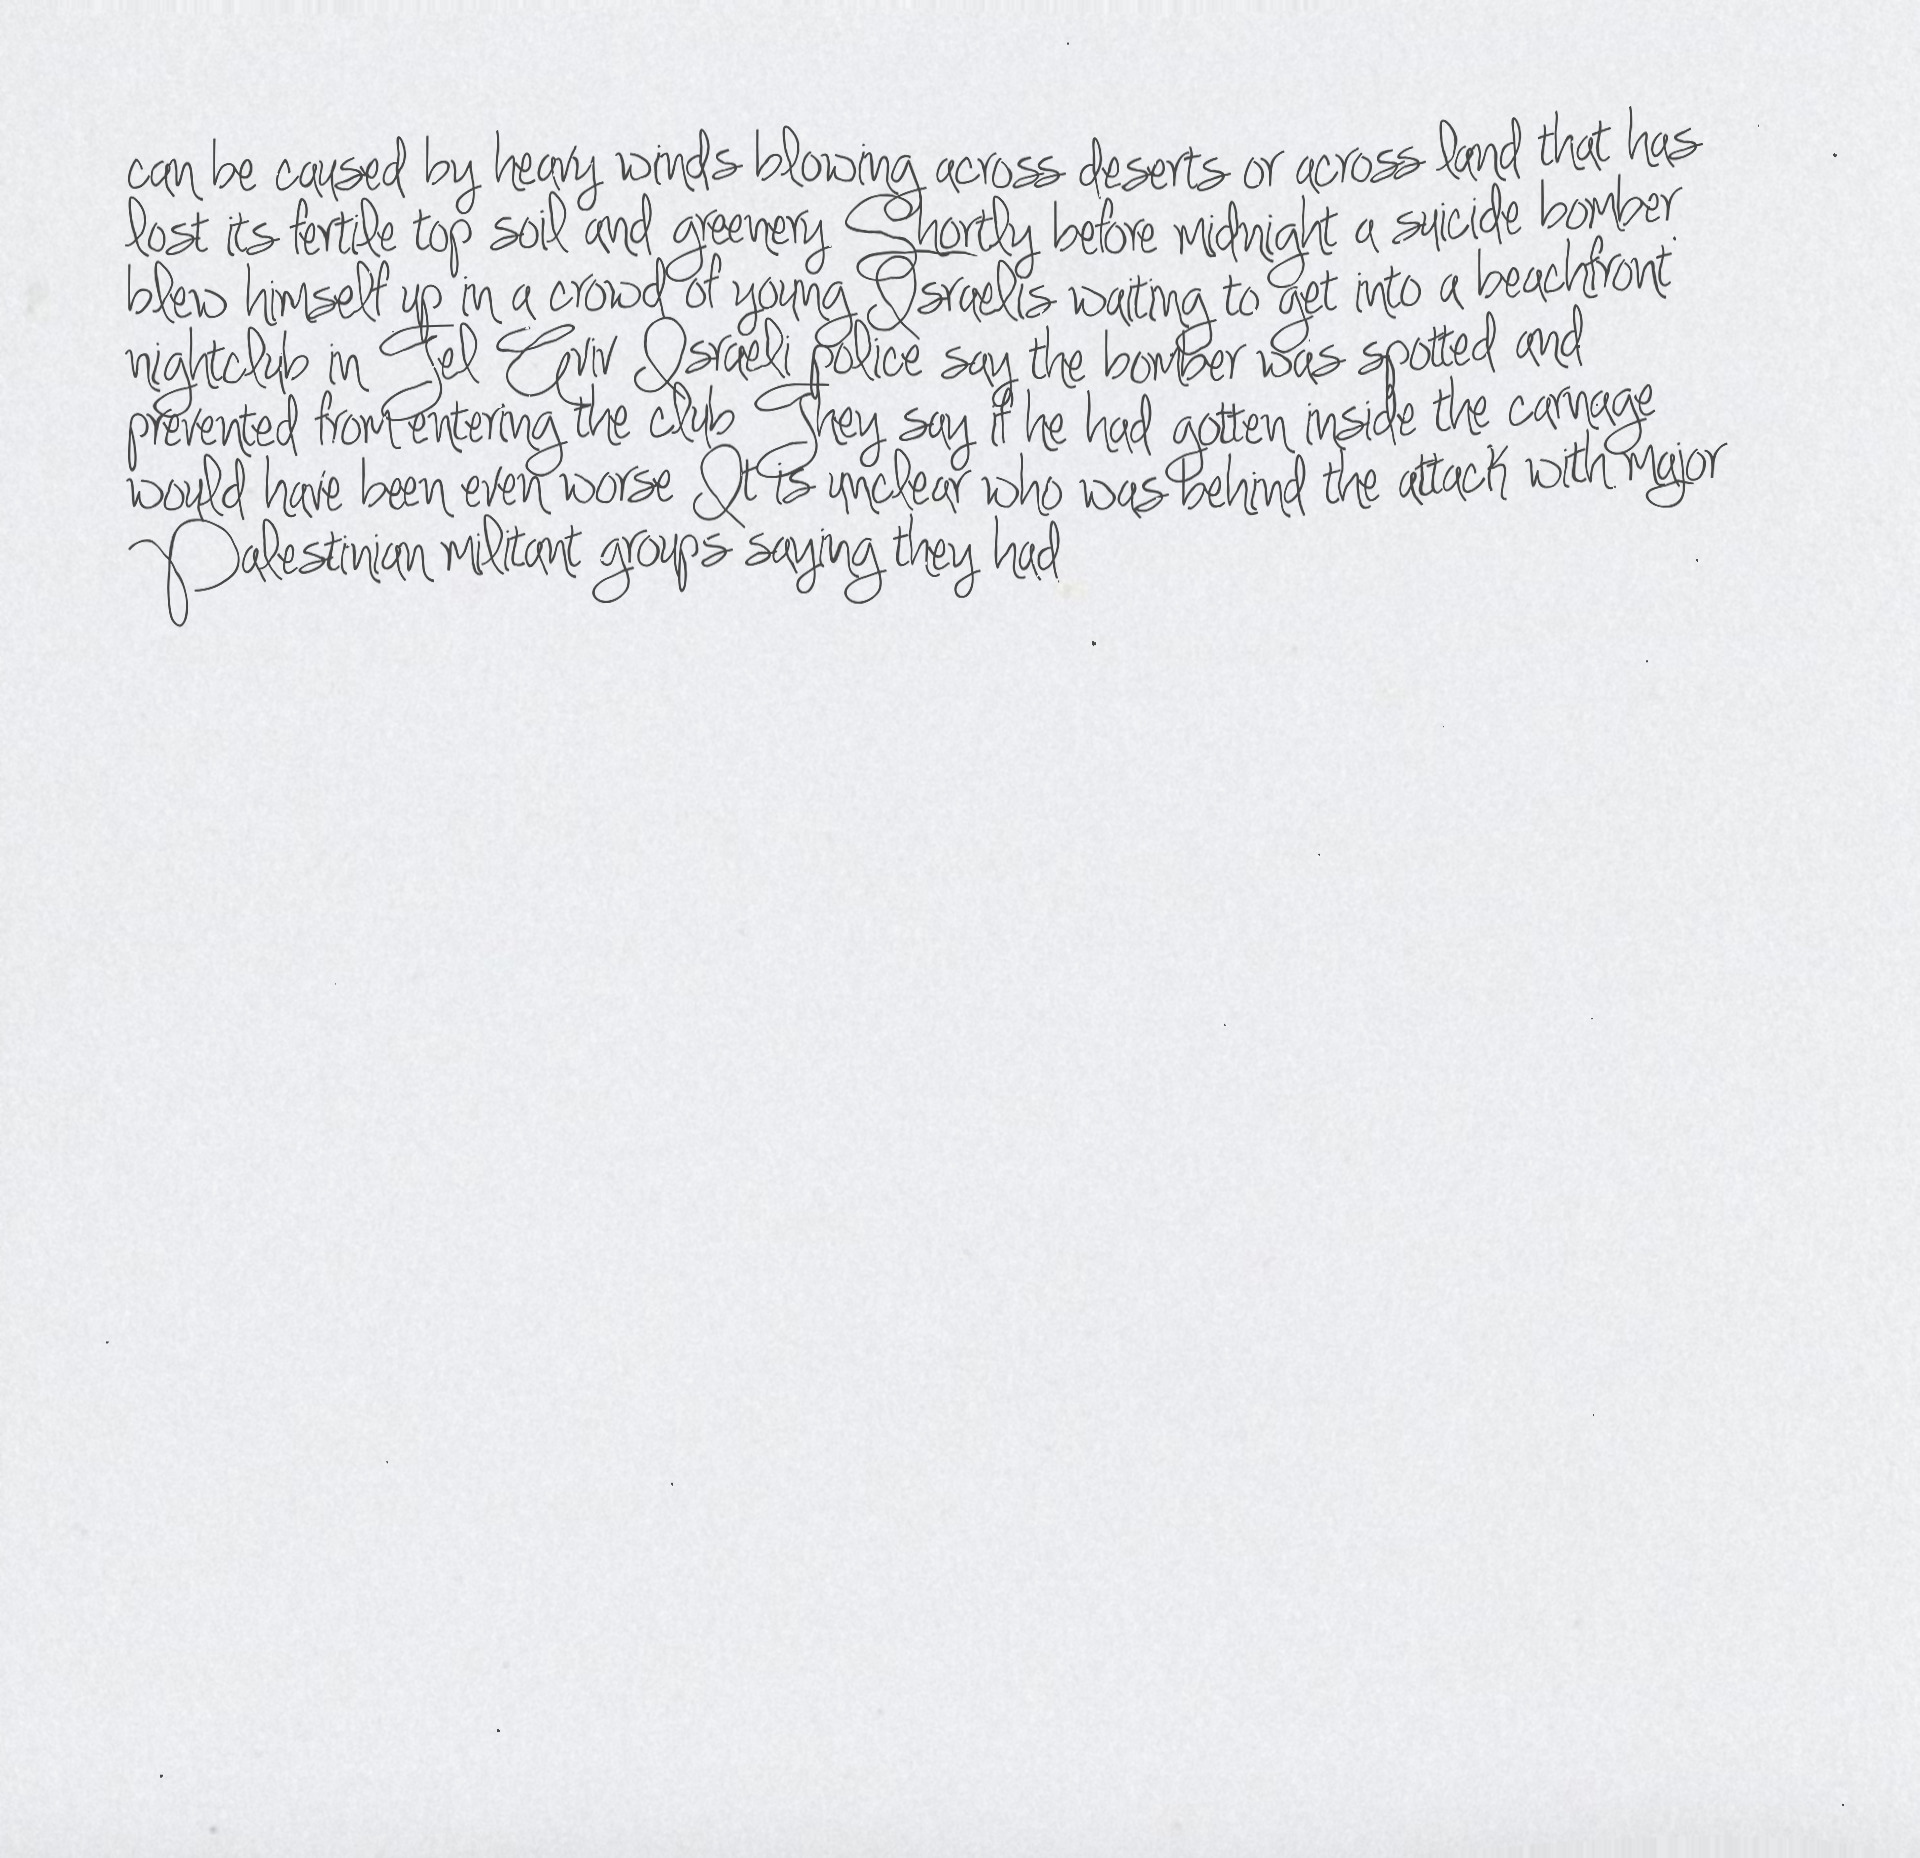 can be caused by heavy winds blowing across deserts or across land that has
lost its fertile top soil and greenery Shortly before midnight a suicide bomber
blew himself up in a crowd of young Israelis waiting to get into a beachfront
nightclub in Tel Aviv Israeli police say the bomber was spotted and
prevented from entering the club They say if he had gotten inside the carnage
would have been even worse It is unclear who was behind the attack with major
Palestinian militant groups saying they had